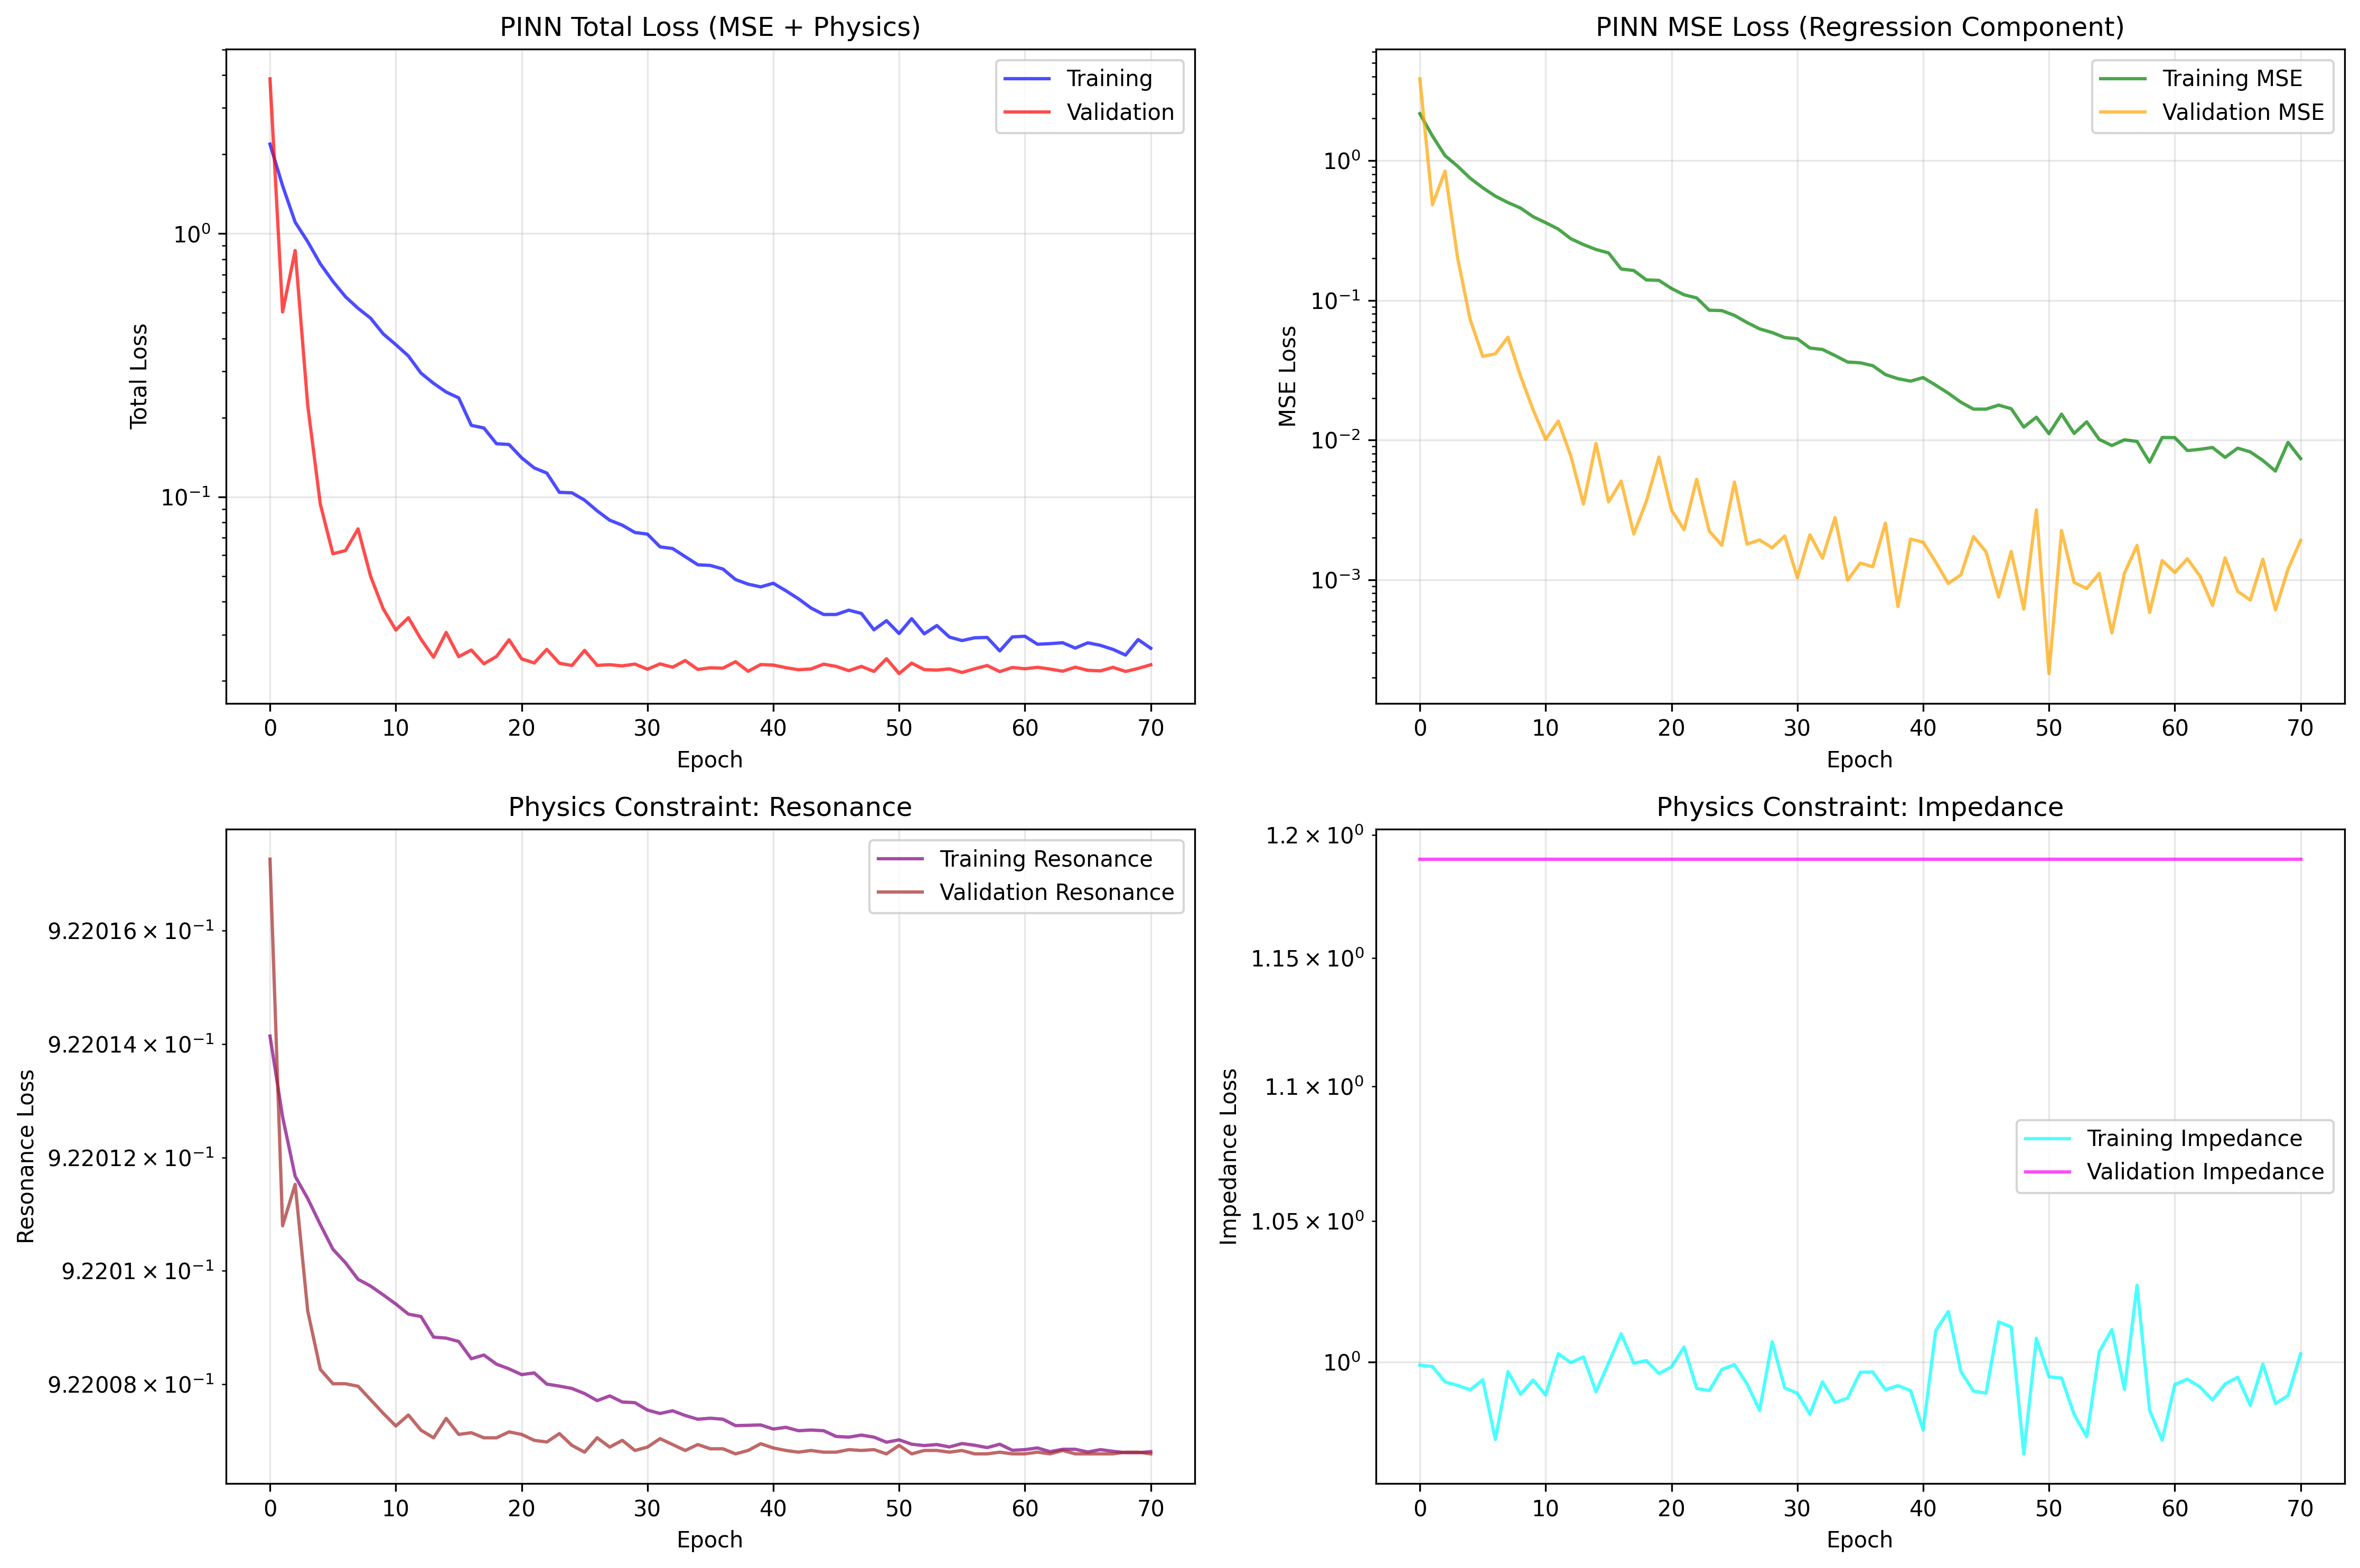 PINN Total Loss (MSE + Physics)
Training
Validation
10⁰
10⁻¹
Total Loss
0 10 20 30 40 50 60 70
Epoch
PINN MSE Loss (Regression Component)
Training MSE
Validation MSE
10⁰
10⁻¹
10⁻²
10⁻³
MSE Loss
0 10 20 30 40 50 60 70
Epoch
Physics Constraint: Resonance
Training Resonance
Validation Resonance
9.22016 × 10⁻¹
9.22014 × 10⁻¹
9.22012 × 10⁻¹
9.2201 × 10⁻¹
9.22008 × 10⁻¹
Resonance Loss
0 10 20 30 40 50 60 70
Epoch
Physics Constraint: Impedance
1.2 × 10⁰
1.15 × 10⁰
1.1 × 10⁰
1.05 × 10⁰
10⁰
Training Impedance
Validation Impedance
Impedance Loss
0 10 20 30 40 50 60 70
Epoch